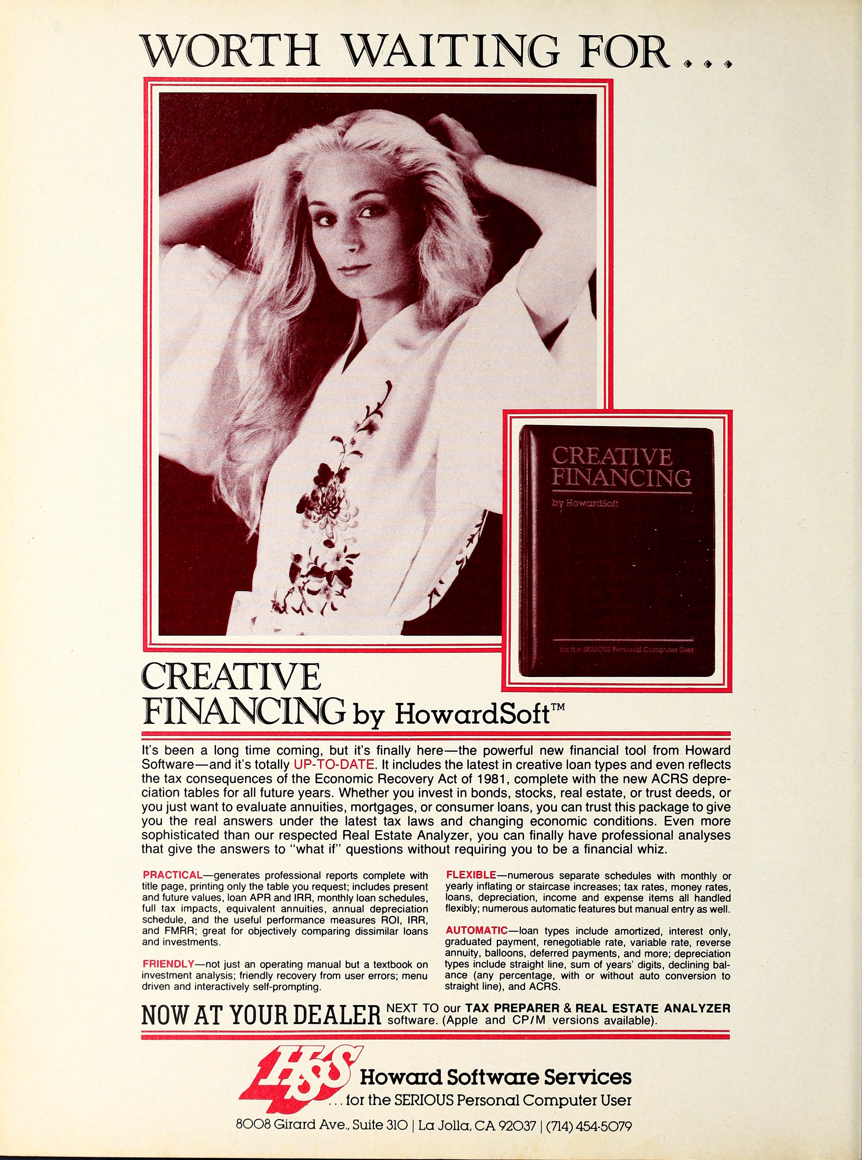 WORTH WAITING FOR...
CREATIVE
FINANCING
by HowardSoft
for the SERIOUS Personal Computer User
CREATIVE
FINANCING by HowardSoft™
It's been a long time coming, but it's finally here—the powerful new financial tool from Howard
Software—and it's totally UP-TO-DATE. It includes the latest in creative loan types and even reflects
the tax consequences of the Economic Recovery Act of 1981, complete with the new ACRS depre-
ciation tables for all future years. Whether you invest in bonds, stocks, real estate, or trust deeds, or
you just want to evaluate annuities, mortgages, or consumer loans, you can trust this package to give
you the real answers under the latest tax laws and changing economic conditions. Even more
sophisticated than our respected Real Estate Analyzer, you can finally have professional analyses
that give the answers to "what if" questions without requiring you to be a financial whiz.
PRACTICAL—generates professional reports complete with
title page, printing only the table you request; includes present
and future values, loan APR and IRR, monthly loan schedules,
full tax impacts, equivalent annuities, annual depreciation
schedule, and the useful performance measures ROI, IRR,
and FMRR; great for objectively comparing dissimilar loans
and investments.
FRIENDLY—not just an operating manual but a textbook on
investment analysis; friendly recovery from user errors; menu
driven and interactively self-prompting.
FLEXIBLE—numerous separate schedules with monthly or
yearly inflating or staircase increases; tax rates, money rates,
loans, depreciation, income and expense items all handled
flexibly; numerous automatic features but manual entry as well.
AUTOMATIC—loan types include amortized, interest only,
graduated payment, renegotiable rate, variable rate, reverse
annuity, balloons, deferred payments, and more; depreciation
types include straight line, sum of years' digits, declining bal-
ance (any percentage, with or without auto conversion to
straight line), and ACRS.
NOW AT YOUR DEALER NEXT TO our TAX PREPARER & REAL ESTATE ANALYZER
software. (Apple and CP/M versions available).
HSS
Howard Software Services
...for the SERIOUS Personal Computer User
8008 Girard Ave., Suite 310 | La Jolla, CA 92037 | (714) 454-5079